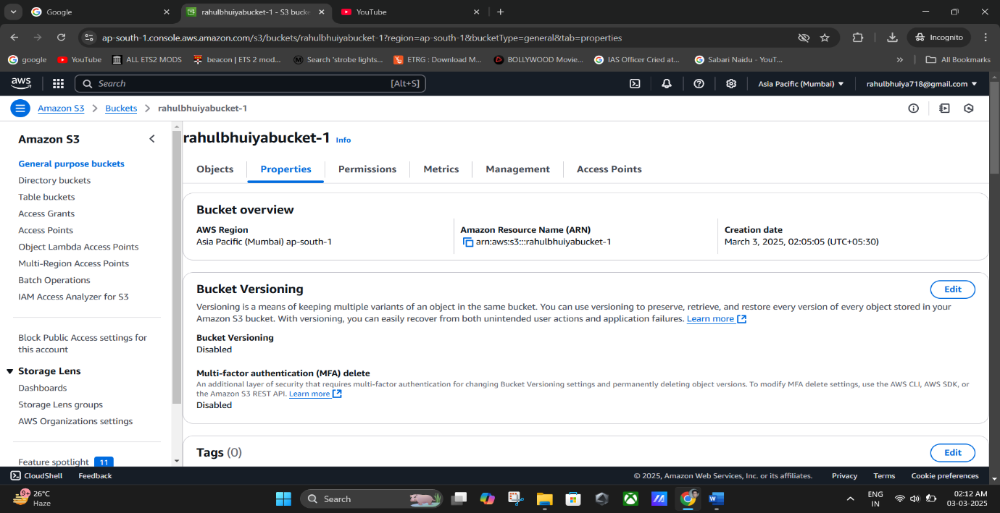 Google
rahulbhuiyabucket-1 - S3 bucke
YouTube
ap-south-1.console.aws.amazon.com/s3/buckets/rahulbhuiyabucket-1?region=ap-south-1&bucketType=general&tab=properties
Incognito
google
YouTube
ALL ETS2 MODS
beacon | ETS 2 mod...
Search 'strobe lights...
ETRG : Download M...
BOLLYWOOD Movie...
IAS Officer Cried at...
Sabari Naidu - YouT...
»
All Bookmarks
aws
Search
[Alt+S]
Asia Pacific (Mumbai)
rahulbhuiya718@gmail.com
Amazon S3
Buckets
rahulbhuiyabucket-1
Amazon S3
General purpose buckets
Directory buckets
Table buckets
Access Grants
Access Points
Object Lambda Access Points
Multi-Region Access Points
Batch Operations
IAM Access Analyzer for S3
Block Public Access settings for
this account
Storage Lens
Dashboards
Storage Lens groups
AWS Organizations settings
Feature spotlight 11
rahulbhuiyabucket-1 Info
Objects
Properties
Permissions
Metrics
Management
Access Points
Bucket overview
AWS Region
Asia Pacific (Mumbai) ap-south-1
Amazon Resource Name (ARN)
arn:aws:s3:::rahulbhuiyabucket-1
Creation date
March 3, 2025, 02:05:05 (UTC+05:30)
Bucket Versioning
Edit
Versioning is a means of keeping multiple variants of an object in the same bucket. You can use versioning to preserve, retrieve, and restore every version of every object stored in your
Amazon S3 bucket. With versioning, you can easily recover from both unintended user actions and application failures. Learn more
Bucket Versioning
Disabled
Multi-factor authentication (MFA) delete
An additional layer of security that requires multi-factor authentication for changing Bucket Versioning settings and permanently deleting object versions. To modify MFA delete settings, use the AWS CLI, AWS SDK, or
the Amazon S3 REST API. Learn more
Disabled
Tags (0)
Edit
CloudShell
Feedback
© 2025, Amazon Web Services, Inc. or its affiliates.
Privacy
Terms
Cookie preferences
9+
26°C
Haze
Search
ENG
IN
02:12 AM
03-03-2025